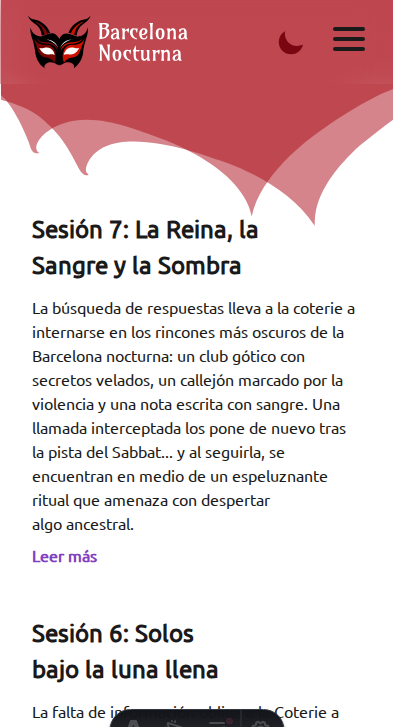 Barcelona
Nocturna
Sesión 7: La Reina, la
Sangre y la Sombra
La búsqueda de respuestas lleva a la coterie a
internarse en los rincones más oscuros de la
Barcelona nocturna: un club gótico con
secretos velados, un callejón marcado por la
violencia y una nota escrita con sangre. Una
llamada interceptada los pone de nuevo tras
la pista del Sabbat... y al seguirla, se
encuentran en medio de un espeluznante
ritual que amenaza con despertar
algo ancestral.
Leer más
Sesión 6: Solos
bajo la luna llena
La falta de Coterie a